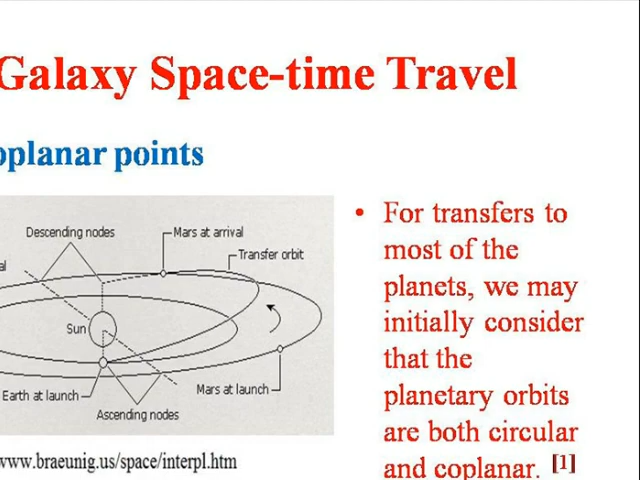 Galaxy Space-time Travel
oplanar points
Descending nodes
Mars at arrival
Transfer orbit
al
Sun
Earth at launch
Mars at launch
Ascending nodes
www.braeunig.us/space/interpl.htm
• For transfers to
most of the
planets, we may
initially consider
that the
planetary orbits
are both circular
and coplanar. [1]